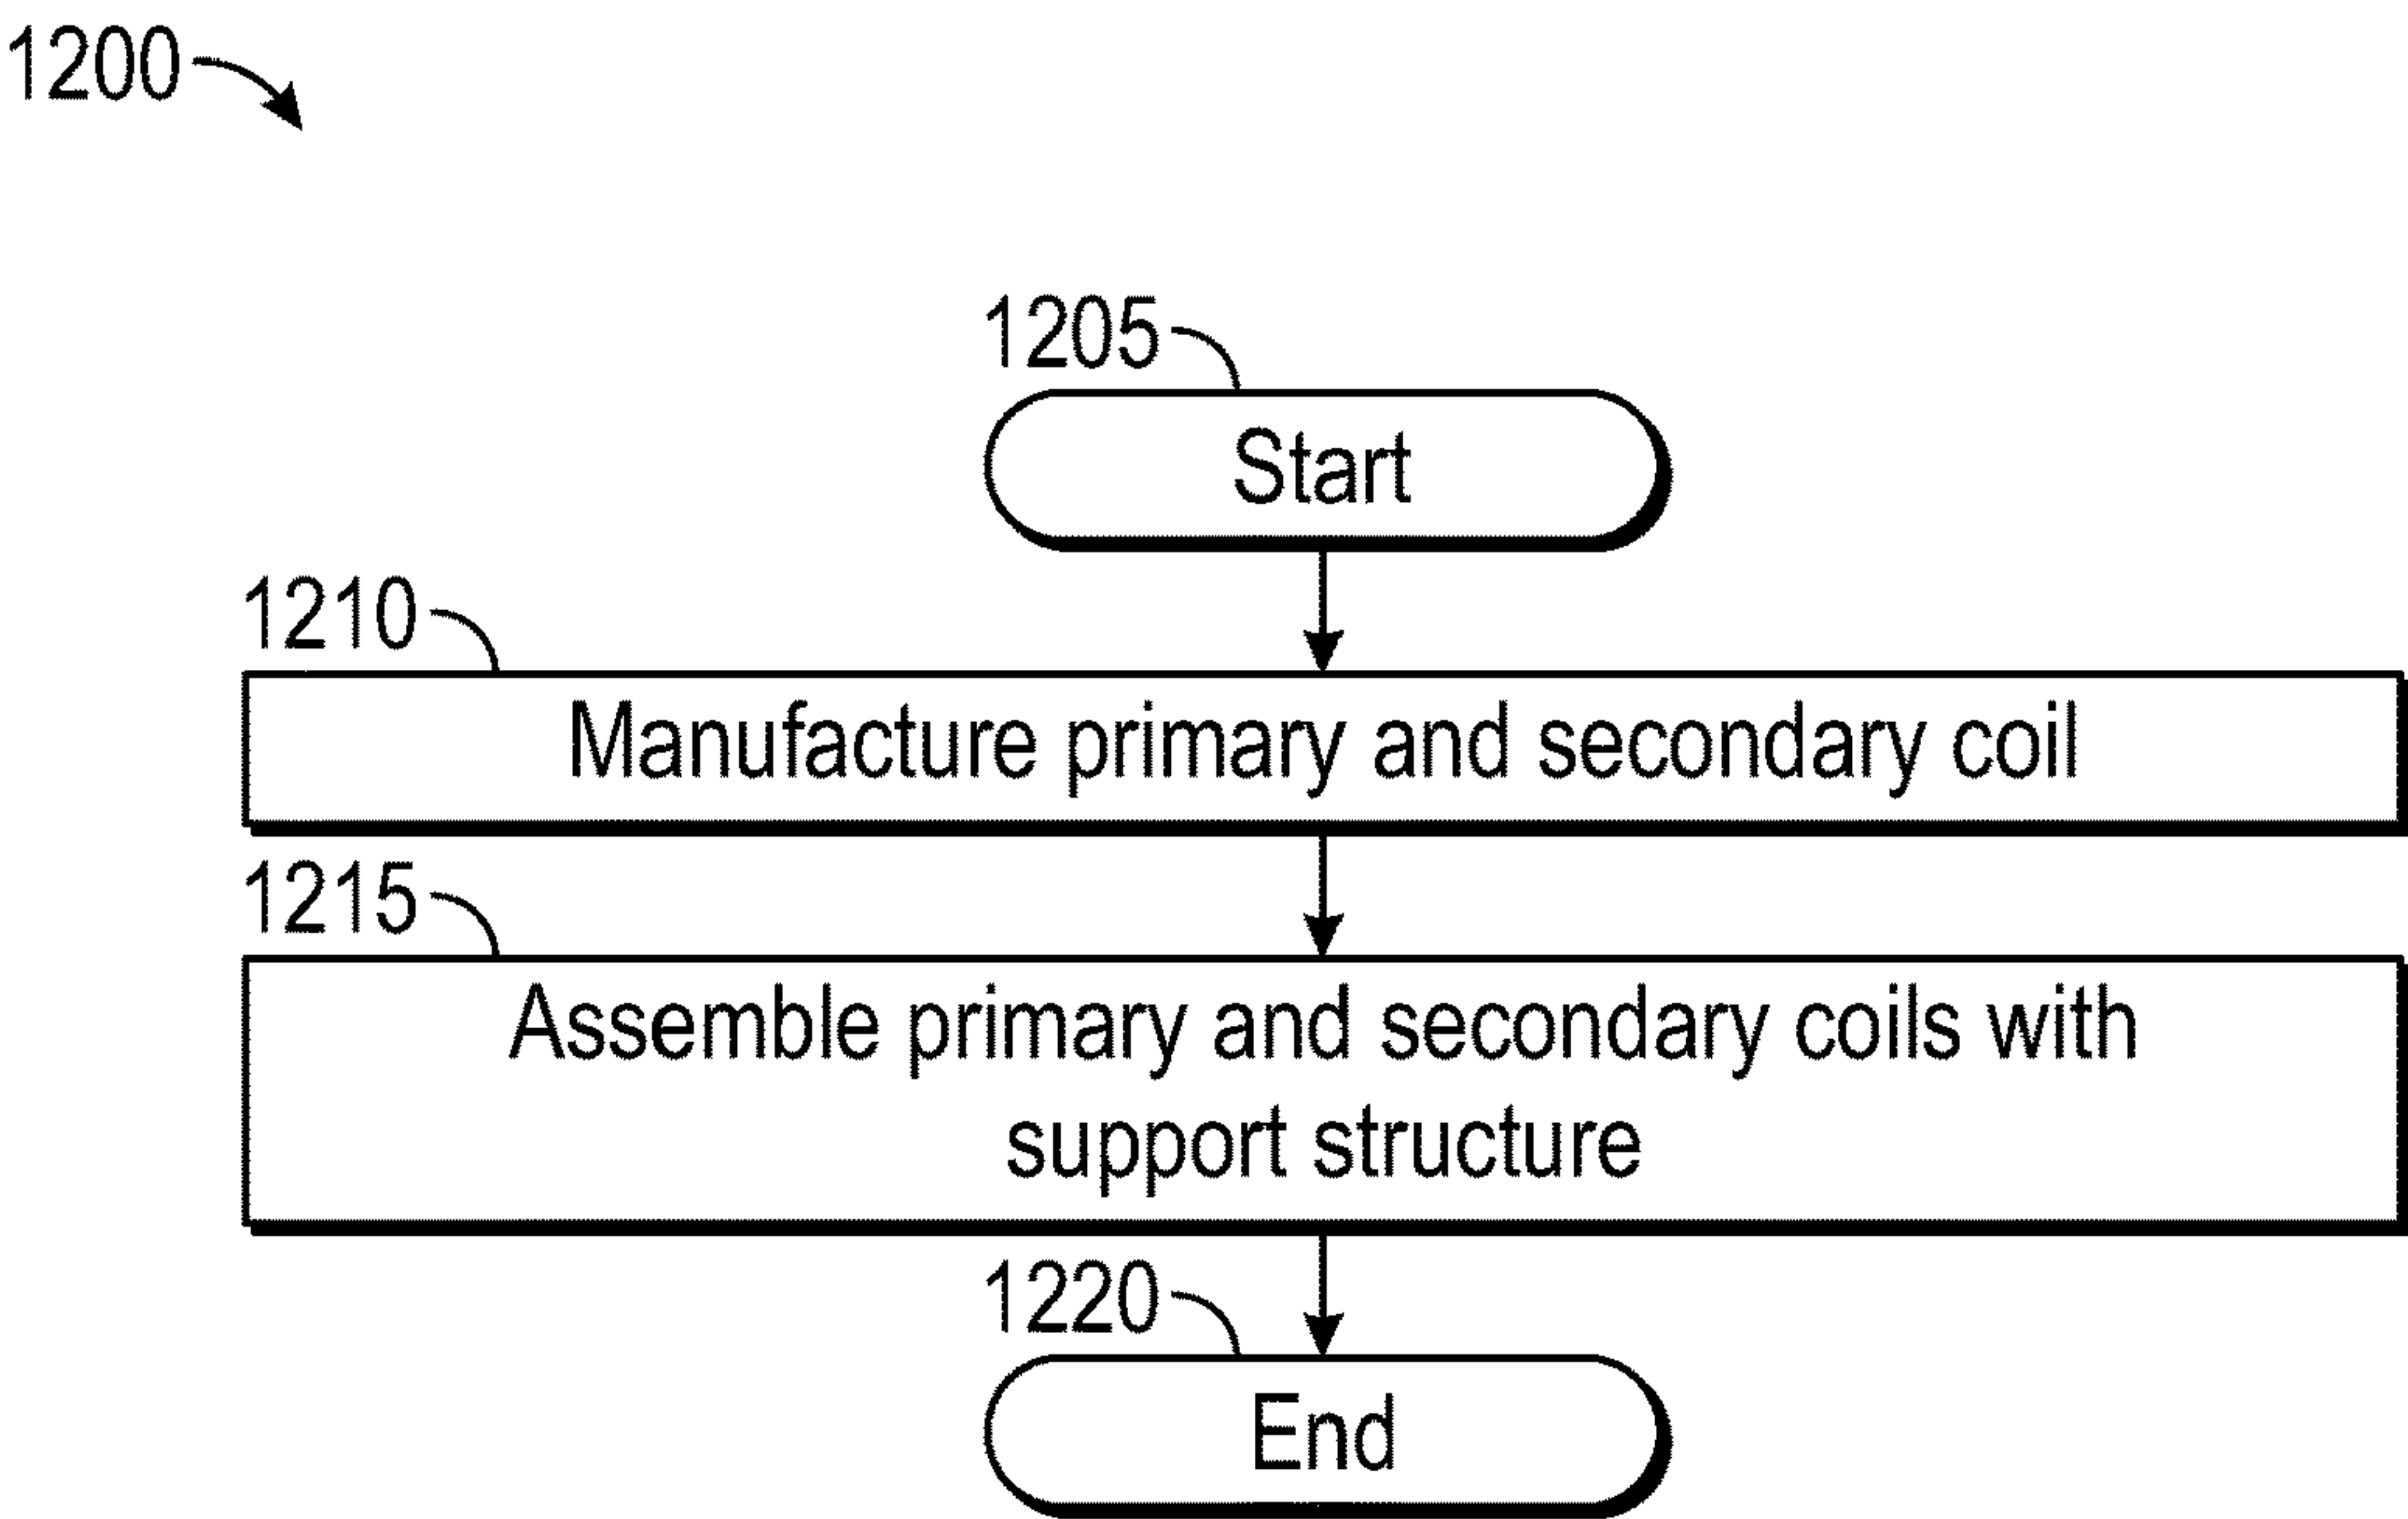 1200
1205
Start
1210
Manufacture primary and secondary coil
1215
Assemble primary and secondary coils with
support structure
1220
End